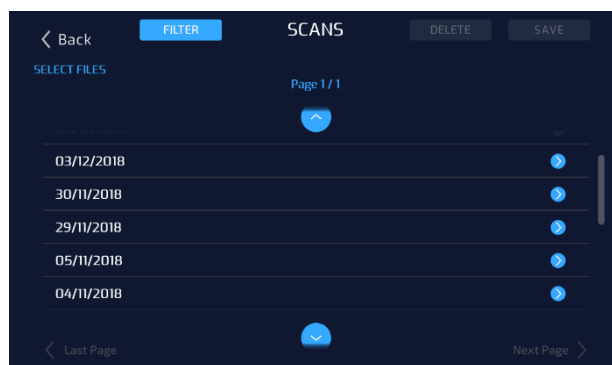 Back
FILTER
SCANS
DELETE
SAVE
SELECT FILES
Page 1 / 1
03/12/2018
30/11/2018
29/11/2018
05/11/2018
04/11/2018
Last Page
Next Page